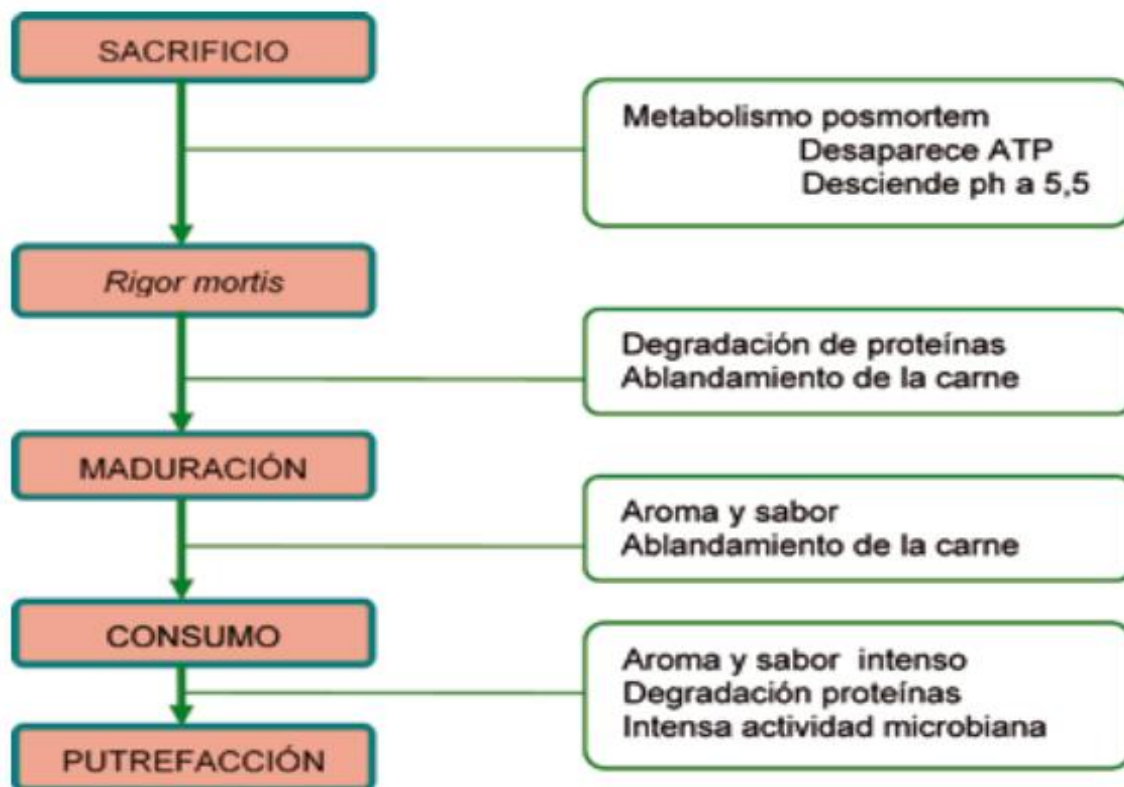 SACRIFICIO
Metabolismo posmortem
Desaparece ATP
Desciende ph a 5,5
Rigor mortis
Degradación de proteínas
Ablandamiento de la carne
MADURACIÓN
Aroma y sabor
Ablandamiento de la carne
CONSUMO
Aroma y sabor intenso
Degradación proteínas
Intensa actividad microbiana
PUTREFACCIÓN